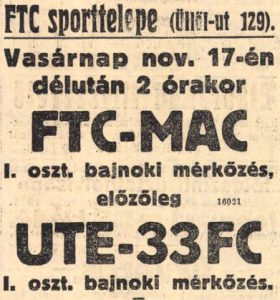 FTC sporttelepe (Üllői-ut 129).
Vasárnap nov. 17-én
délután 2 órakor
FTC-MAC
I. oszt. bajnoki mérkőzés,
előzőleg 16021
UTE-33FC
I. oszt. bajnoki mérkőzés.